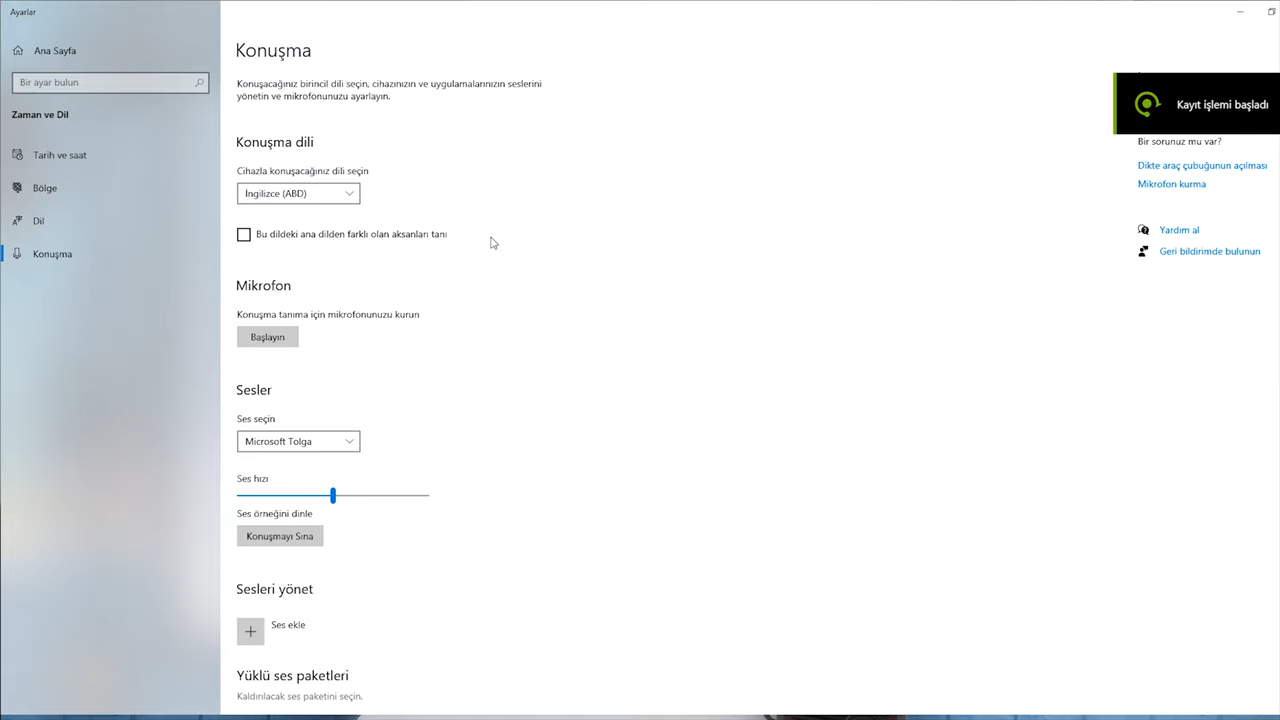 Ayarlar
Ana Sayfa
Bir ayar bulun
Zaman ve Dil
Tarih ve saat
Bölge
Dil
Konuşma
Konuşma
Konuşacağınız birincil dili seçin, cihazınızın ve uygulamalarınızın seslerini
yönetin ve mikrofonunuzu ayarlayın.
Konuşma dili
Cihazla konuşacağınız dili seçin
İngilizce (ABD)
Bu dildeki ana dilden farklı olan aksanları tanı
Mikrofon
Konuşma tanıma için mikrofonunuzu kurun
Başlayın
Sesler
Ses seçin
Microsoft Tolga
Ses hızı
Ses örneğini dinle
Konuşmayı Sına
Sesleri yönet
Ses ekle
Yüklü ses paketleri
Kaldırılacak ses paketini seçin.
Kayıt işlemi başladı
Bir sorunuz mu var?
Dikte araç çubuğunun açılması
Mikrofon kurma
Yardım al
Geri bildirimde bulunun